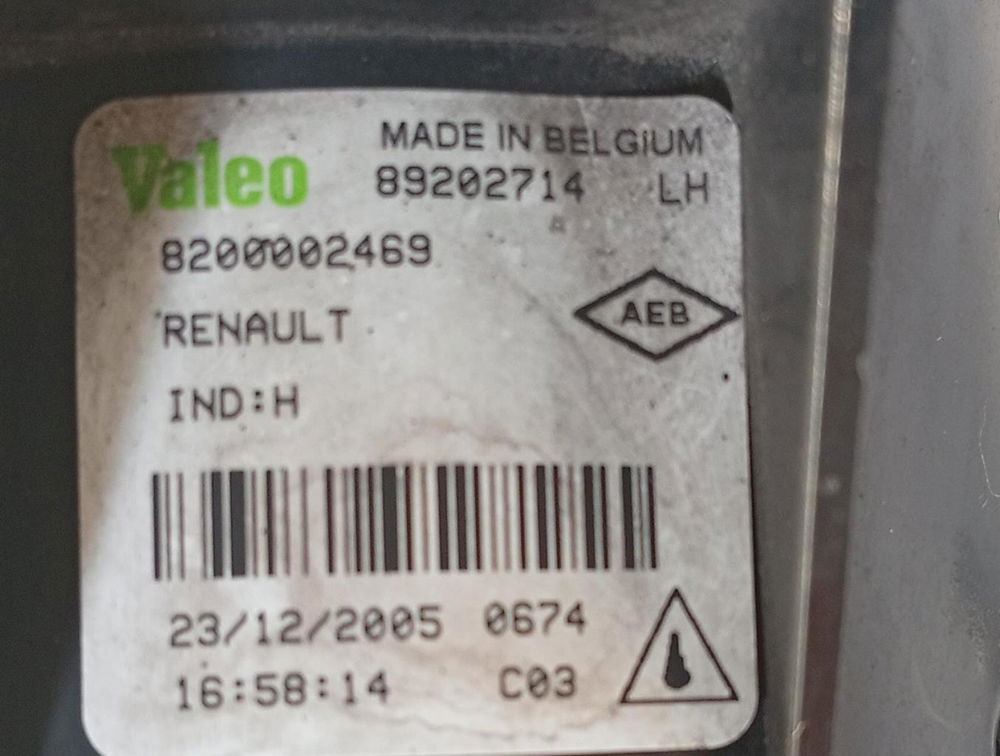 Valeo
MADE IN BELGIUM
89202714 LH
8200002469
AEB
RENAULT
IND:H
23/12/2005 0674
16:58:14 C03